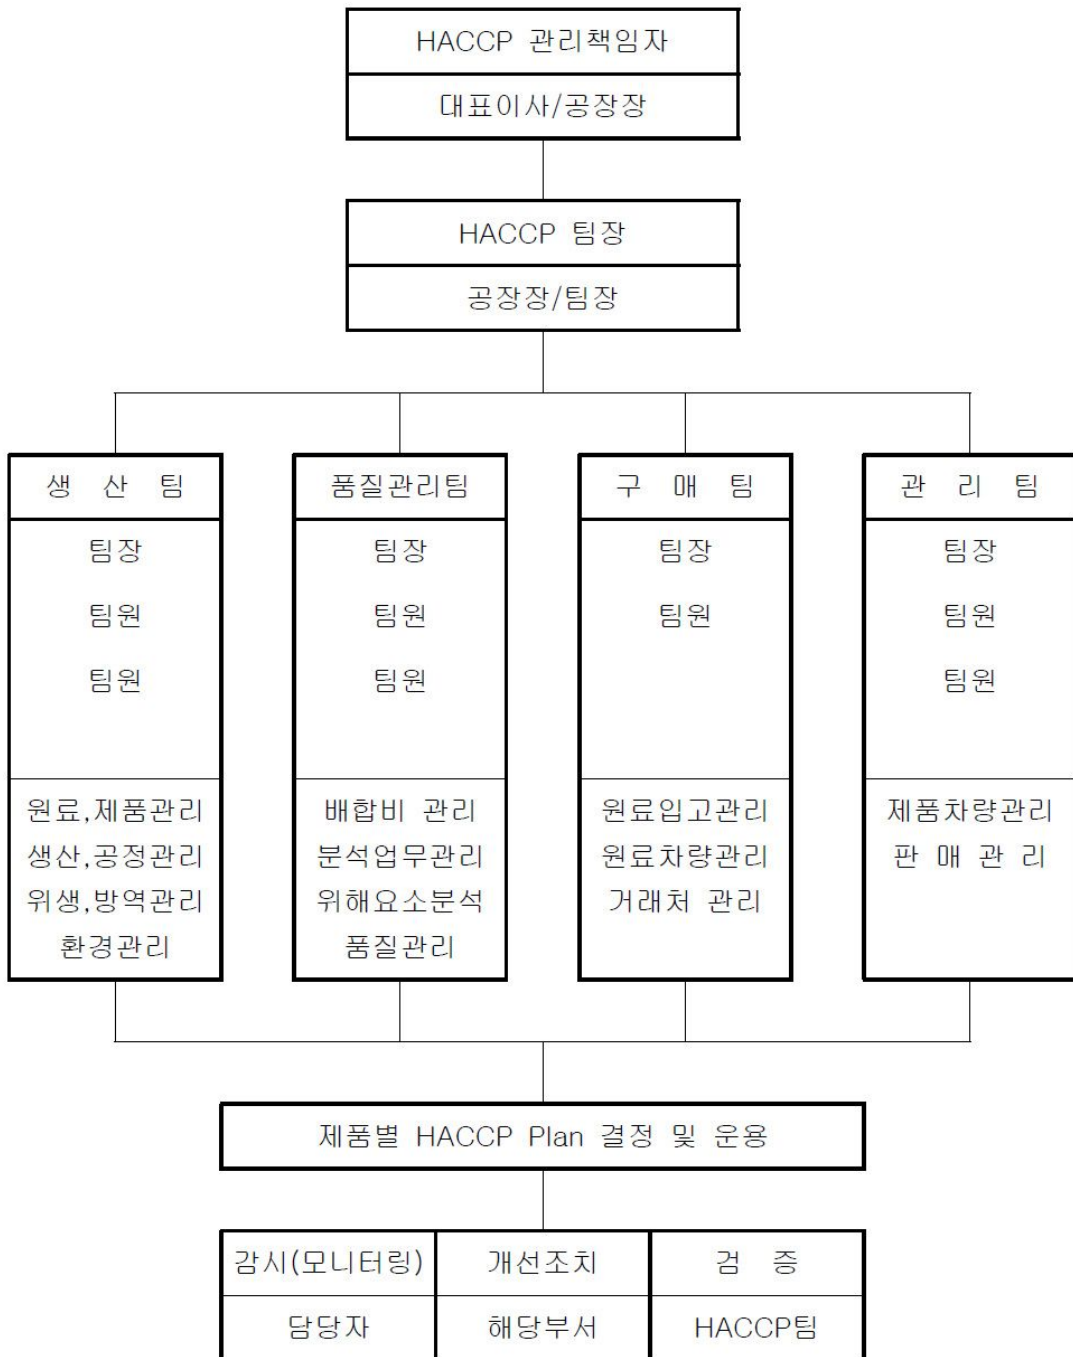 HACCP 관리책임자
대표이사/공장장
HACCP 팀장
공장장/팀장
생 산 팀
팀장
팀원
팀원
원료,제품관리
생산,공정관리
위생,방역관리
환경관리
품질관리팀
팀장
팀원
팀원
배합비 관리
분석업무관리
위해요소분석
품질관리
구 매 팀
팀장
팀원
원료입고관리
원료차량관리
거래처 관리
관 리 팀
팀장
팀원
팀원
제품차량관리
판 매 관 리
제품별 HACCP Plan 결정 및 운용
감시(모니터링)
담당자
개선조치
해당부서
검 증
HACCP팀